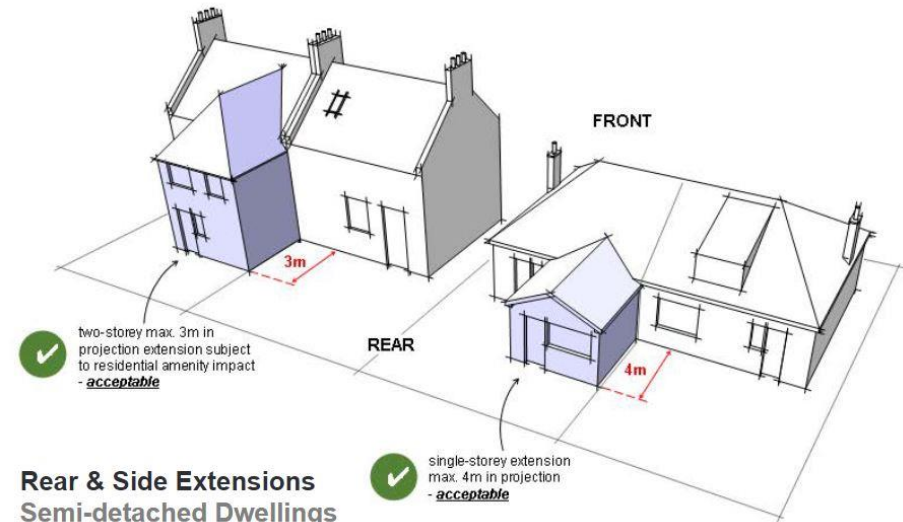 FRONT
3m
two-storey max. 3m in
projection extension subject
to residential amenity impact
- acceptable
REAR
4m
single-storey extension
max. 4m in projection
- acceptable
Rear & Side Extensions
Semi-detached Dwellings